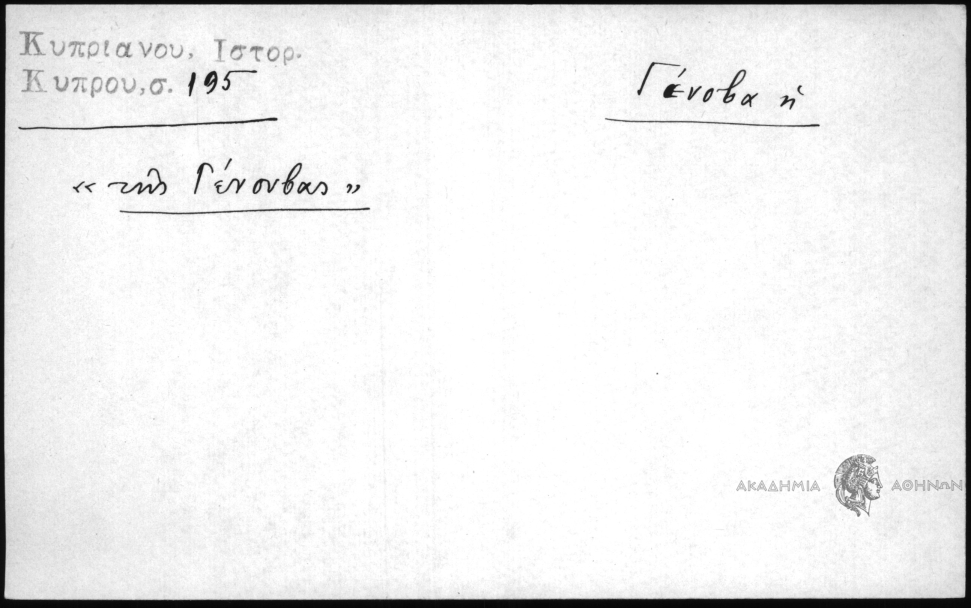 Κυπριανου, Ιστορ.
Κυπρου, σ. 195
Γένοβα ἡ
« τῆς Γένουβας »
ΑΚΑΔΗΜΙΑ ΑΘΗΝΩΝ